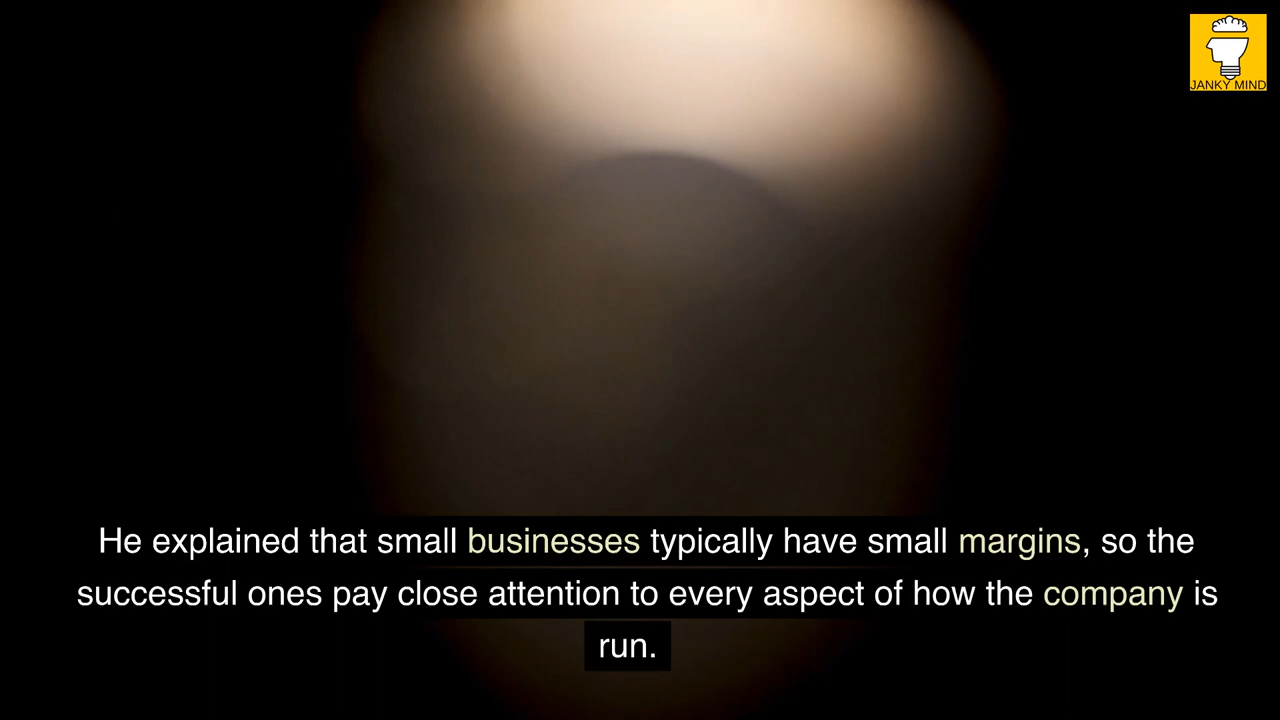 JANKY MIND
He explained that small businesses typically have small margins, so the
successful ones pay close attention to every aspect of how the company is
run.